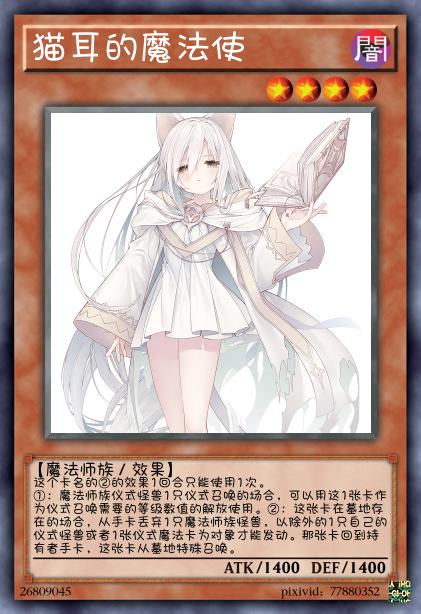 猫耳的魔法使
闇
【魔法师族／效果】
这个卡名的②的效果1回合只能使用1次。
①：魔法师族仪式怪兽1只仪式召唤的场合，可以用这1张卡作
为仪式召唤需要的等级数值的解放使用。②：这张卡在墓地存
在的场合，从手卡丢弃1只魔法师族怪兽，以除外的1只自己的
仪式怪兽或者1张仪式魔法卡为对象才能发动。那张卡回到持
有者手卡，这张卡从墓地特殊召唤。
ATK/1400 DEF/1400
26809045 pixivid: 77880352